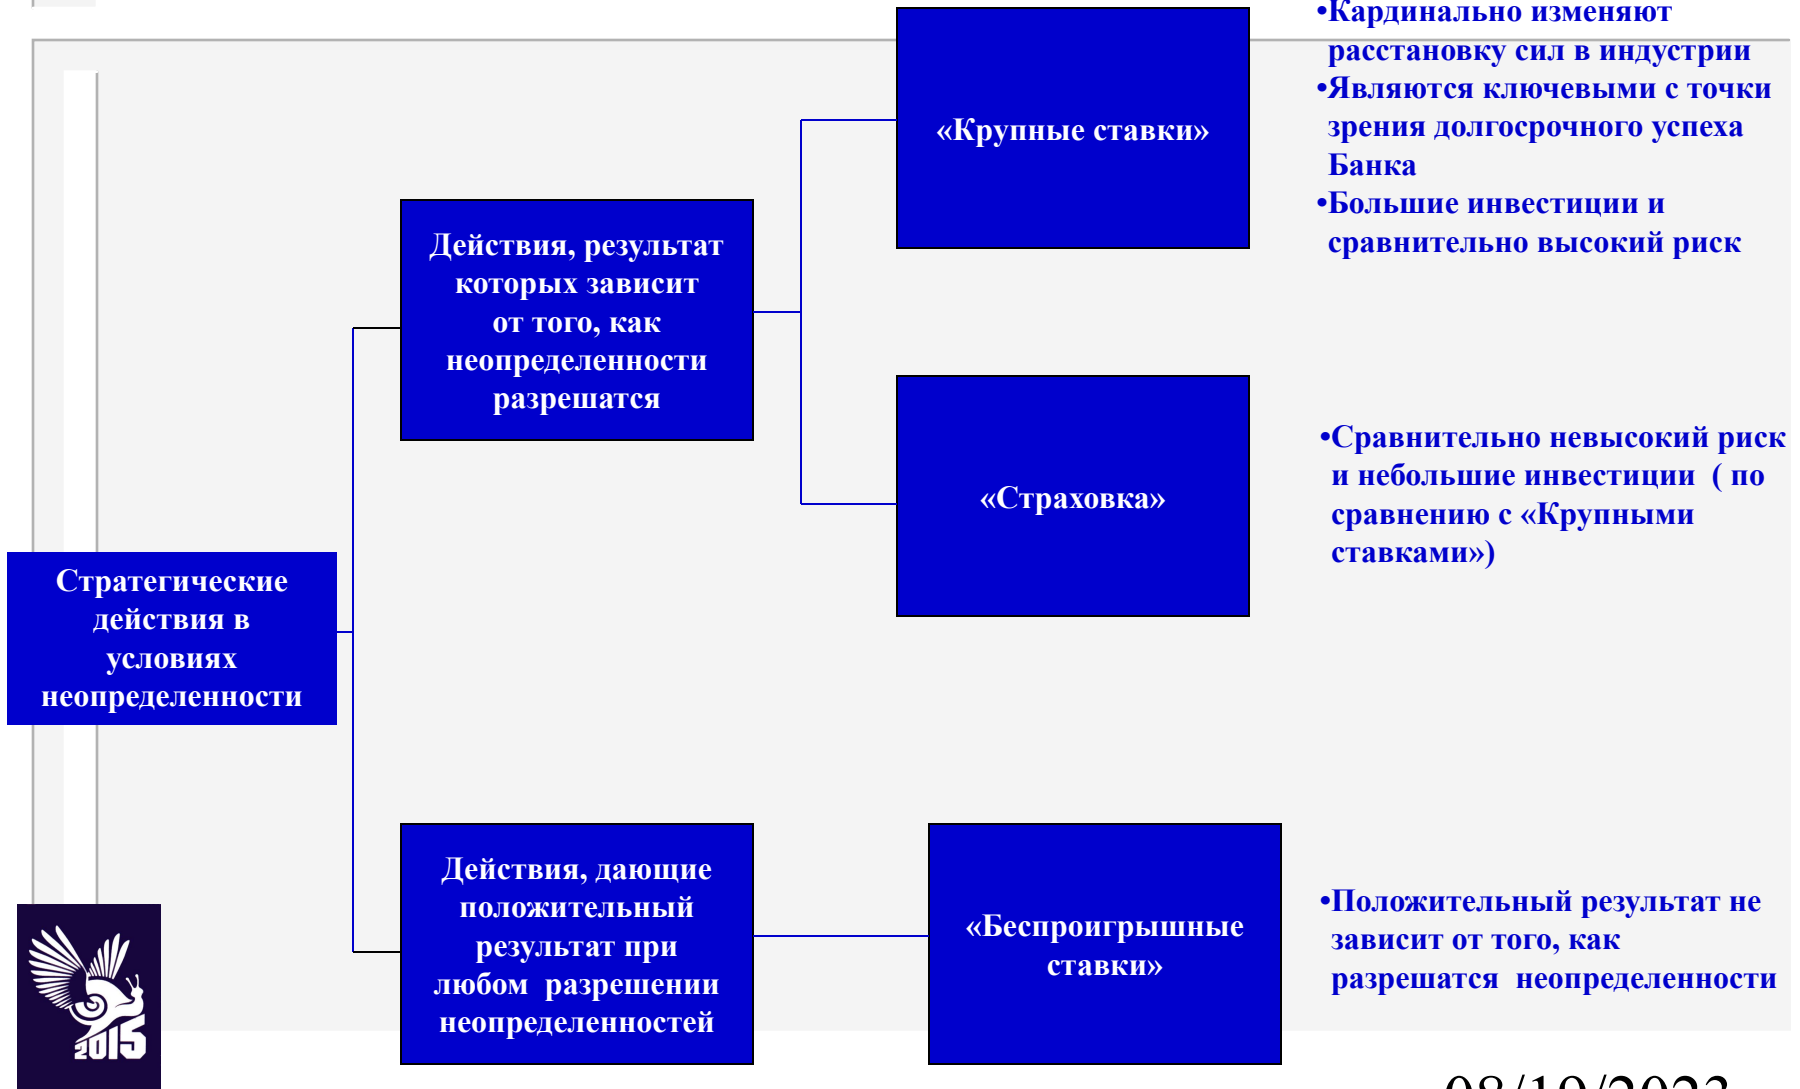 •Кардинально изменяют
расстановку сил в индустрии
•Являются ключевыми с точки
зрения долгосрочного успеха
Банка
•Большие инвестиции и
сравнительно высокий риск
«Крупные ставки»
Действия, результат
которых зависит
от того, как
неопределенности
разрешатся
«Страховка»
•Сравнительно невысокий риск
и небольшие инвестиции ( по
сравнению с «Крупными
ставками»)
Стратегические
действия в
условиях
неопределенности
Действия, дающие
положительный
результат при
любом разрешении
неопределенностей
«Беспроигрышные
ставки»
•Положительный результат не
зависит от того, как
разрешатся неопределенности
2015
08/19/2023